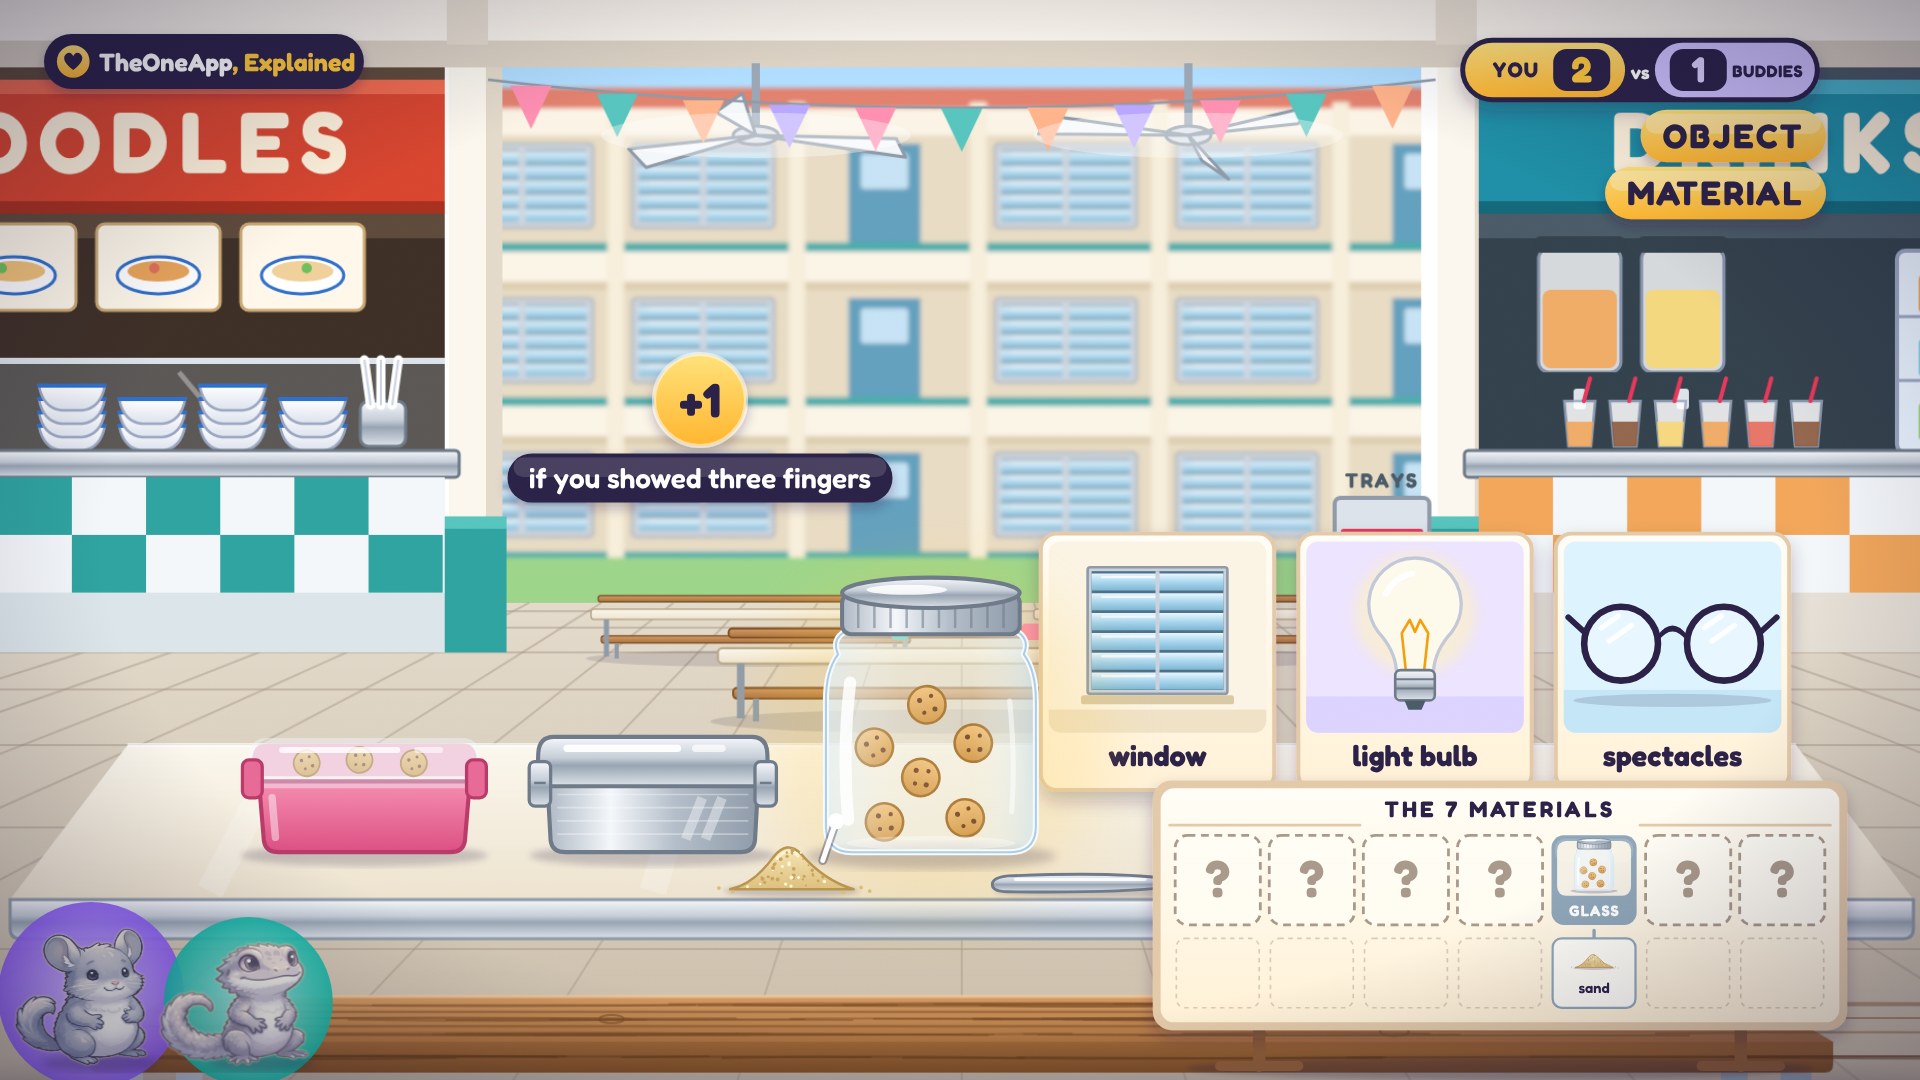 TheOneApp, Explained
YOU 2 vs 1 BUDDIES
OODLES
OBJECT
MATERIAL
+1
if you showed three fingers
TRAYS
window
light bulb
spectacles
THE 7 MATERIALS
? ? ? ? GLASS ? ?
sand